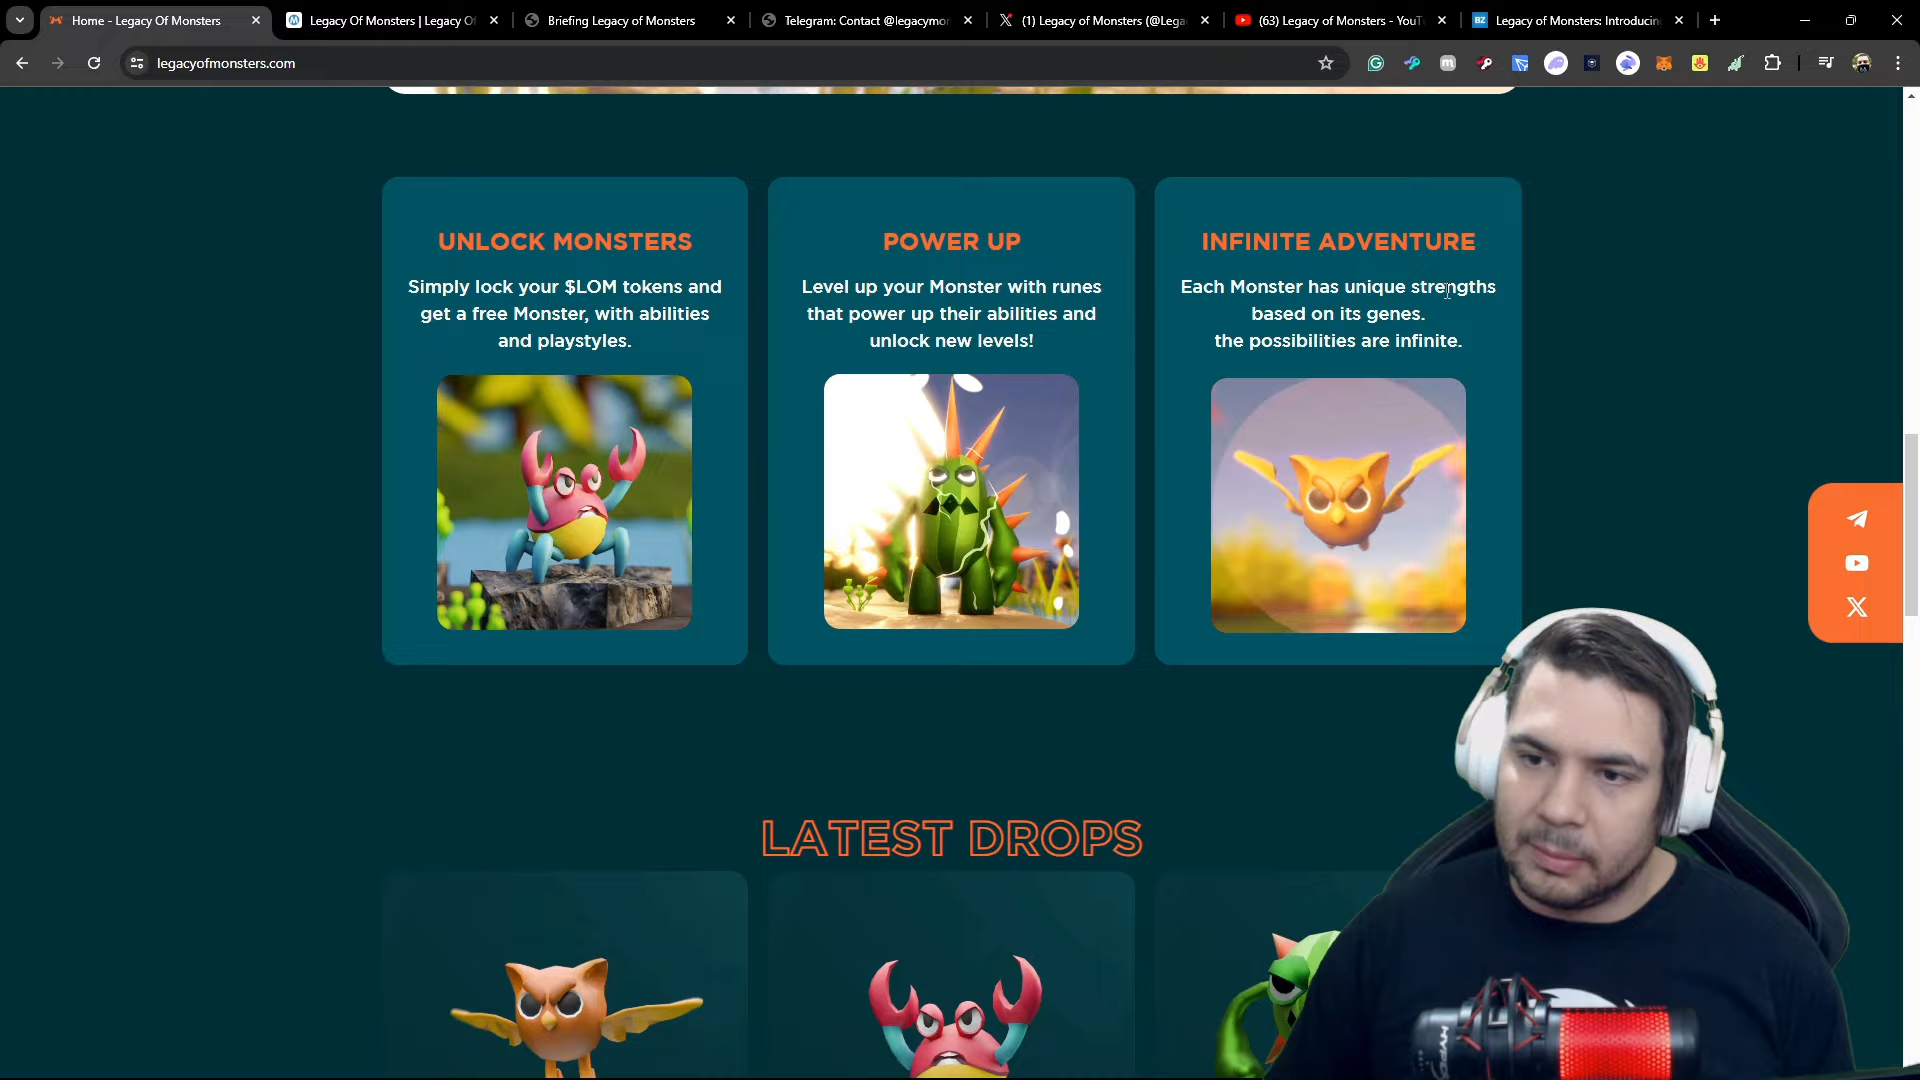 Home - Legacy Of Monsters
Legacy Of Monsters | Legacy Of
Briefing Legacy of Monsters
Telegram: Contact @legacymor
(1) Legacy of Monsters (@Lega
(63) Legacy of Monsters - YouT
BZ
Legacy of Monsters: Introducin
legacyofmonsters.com
UNLOCK MONSTERS
Simply lock your $LOM tokens and
get a free Monster, with abilities
and playstyles.
POWER UP
Level up your Monster with runes
that power up their abilities and
unlock new levels!
INFINITE ADVENTURE
Each Monster has unique strengths
based on its genes.
the possibilities are infinite.
LATEST DROPS